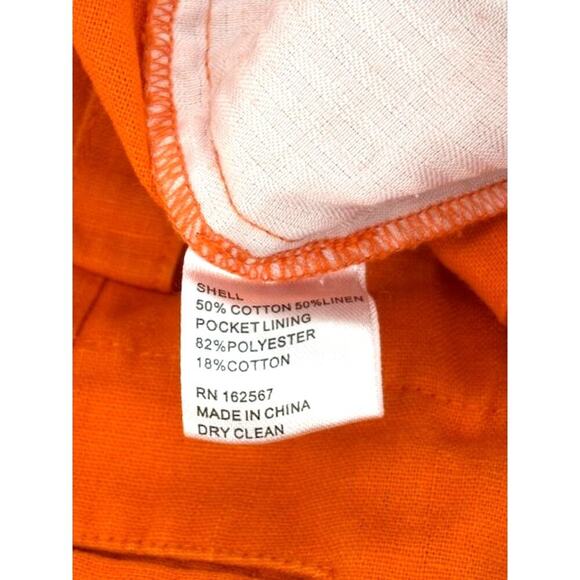 SHELL
50% COTTON 50%LINEN
POCKET LINING
82%POLYESTER
18%COTTON
RN 162567
MADE IN CHINA
DRY CLEAN